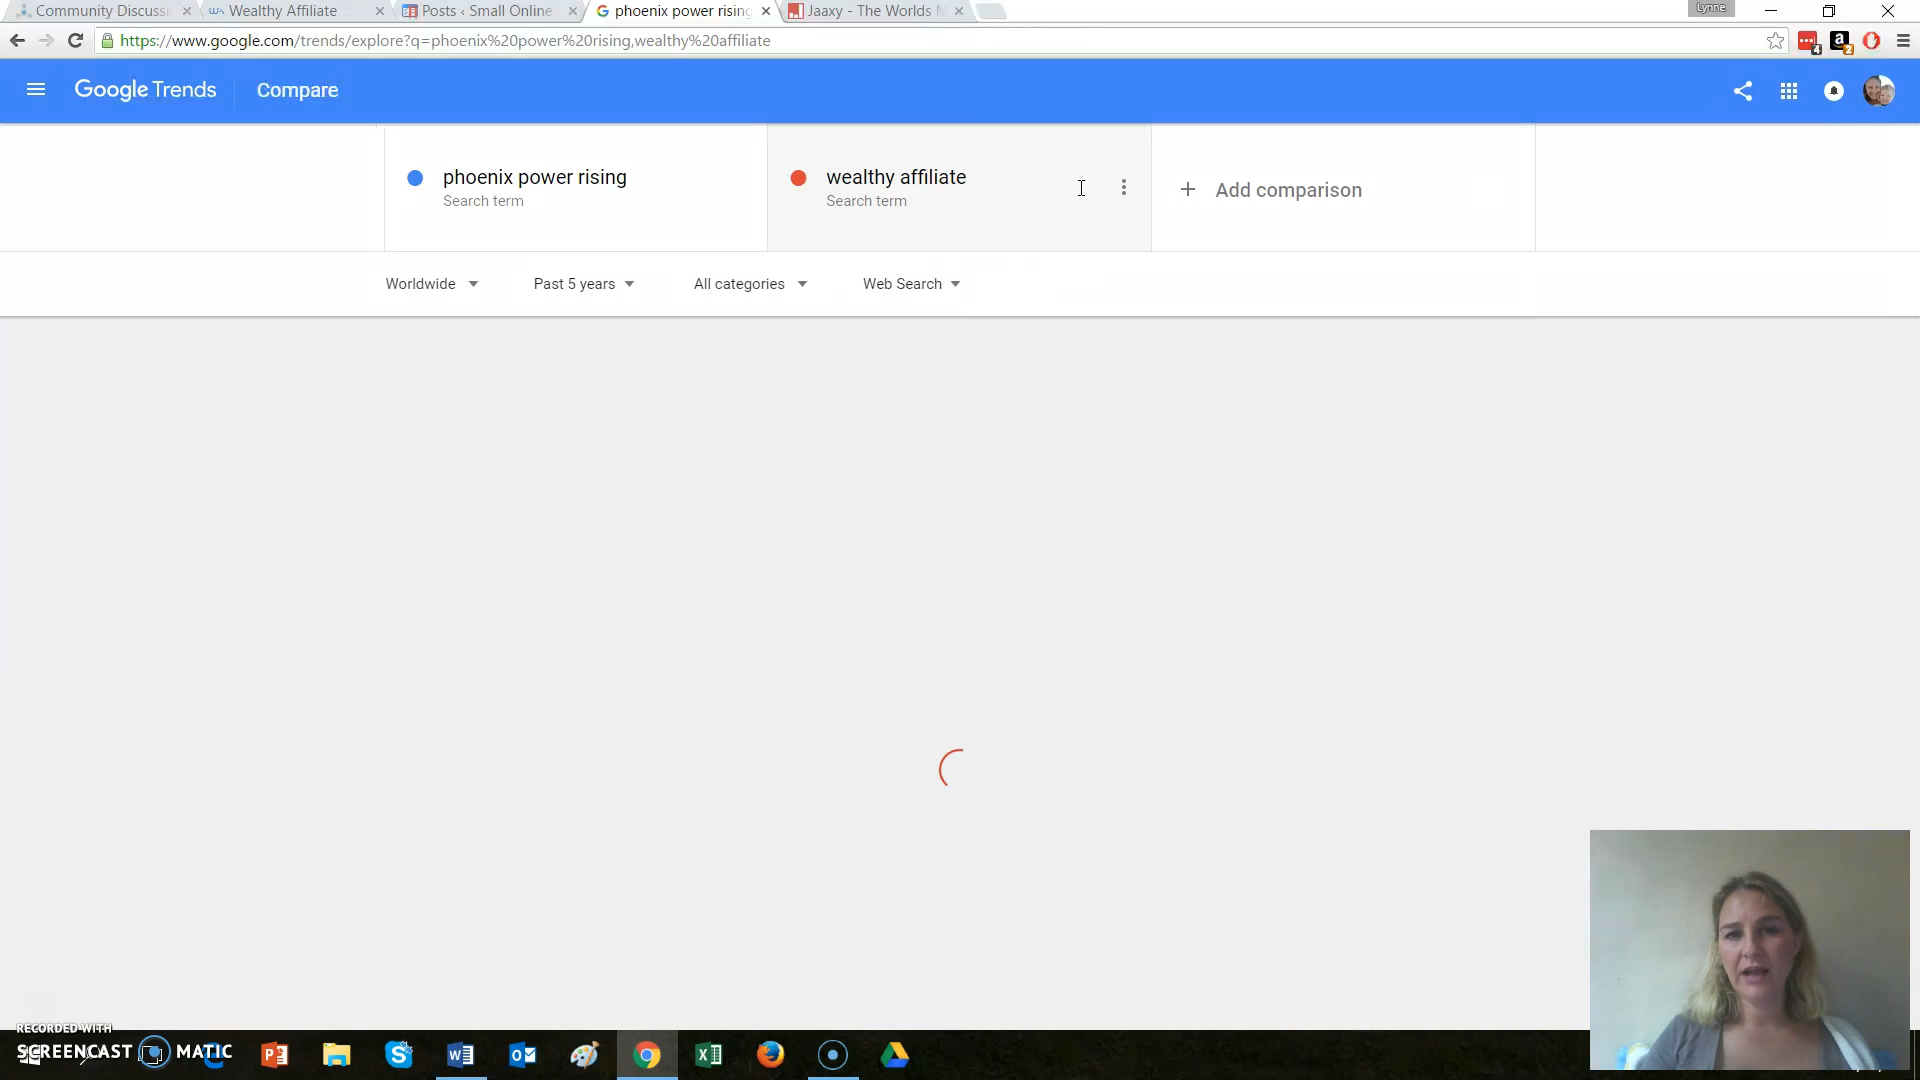 Community Discussi
Wealthy Affiliate
Posts ‹ Small Online
phoenix power rising
Jaaxy - The Worlds M
Lynne
https://www.google.com/trends/explore?q=phoenix%20power%20rising,wealthy%20affiliate
4
a
2
Google Trends
Compare
phoenix power rising
Search term
wealthy affiliate
Search term
+ Add comparison
Worldwide
Past 5 years
All categories
Web Search
RECORDED WITH
SCREENCAST MATIC